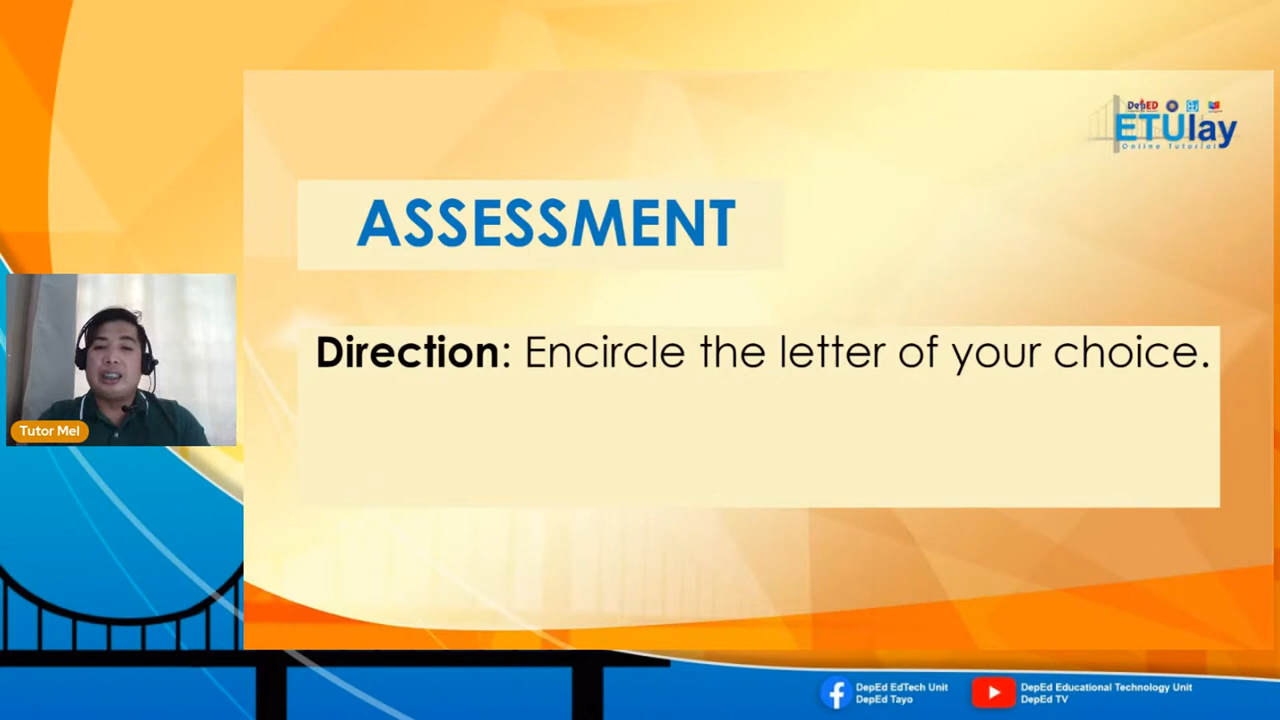 DepED
ETUlay
Online Tutorial
ASSESSMENT
Direction: Encircle the letter of your choice.
Tutor Mel
DepEd EdTech Unit
DepEd Tayo
DepEd Educational Technology Unit
DepEd TV